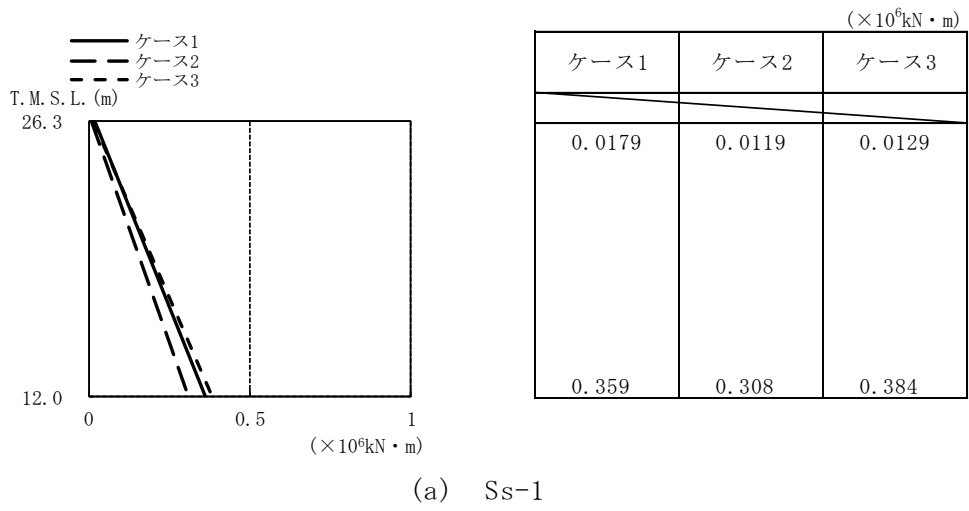 ケース1
ケース2
ケース3
T.M.S.L.(m)
26.3
12.0
0 0.5 1
(×10⁶kN・m)
(×10⁶kN・m)
ケース1 ケース2 ケース3
0.0179 0.0119 0.0129
0.359 0.308 0.384
(a) Ss-1